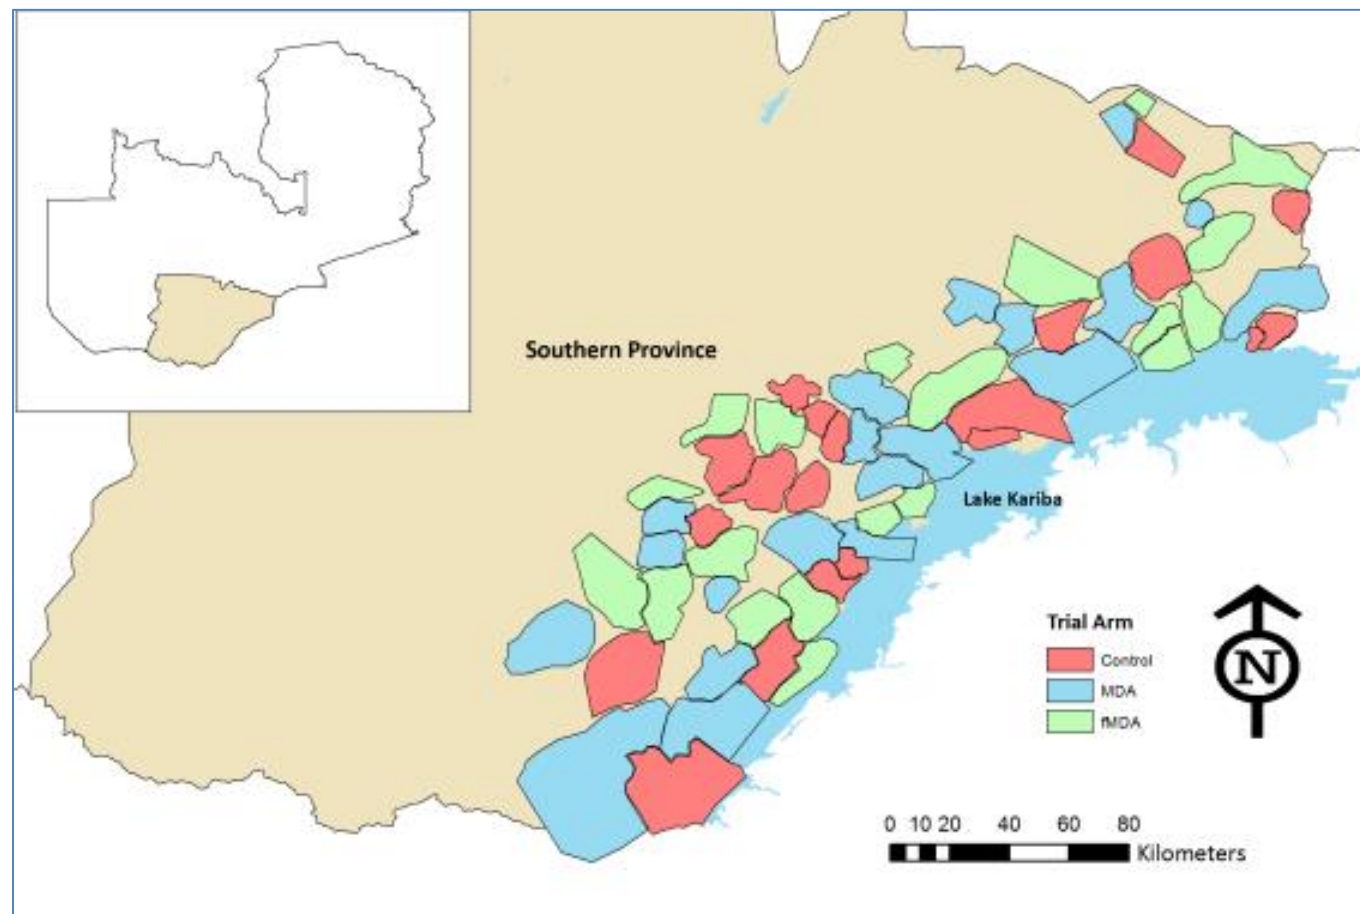 Southern Province
Lake Kariba
Trial Arm
Control
MDA
fMDA
N
0 10 20 40 60 80
Kilometers